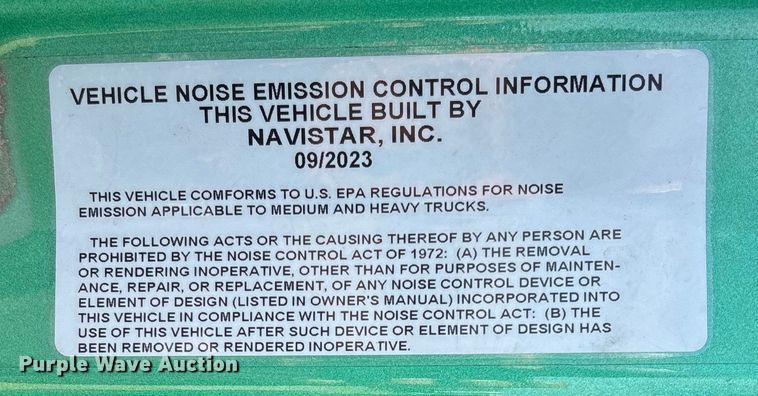 VEHICLE NOISE EMISSION CONTROL INFORMATION
THIS VEHICLE BUILT BY
NAVISTAR, INC.
09/2023
THIS VEHICLE COMFORMS TO U.S. EPA REGULATIONS FOR NOISE
EMISSION APPLICABLE TO MEDIUM AND HEAVY TRUCKS.
THE FOLLOWING ACTS OR THE CAUSING THEREOF BY ANY PERSON ARE
PROHIBITED BY THE NOISE CONTROL ACT OF 1972: (A) THE REMOVAL
OR RENDERING INOPERATIVE, OTHER THAN FOR PURPOSES OF MAINTEN-
ANCE, REPAIR, OR REPLACEMENT, OF ANY NOISE CONTROL DEVICE OR
ELEMENT OF DESIGN (LISTED IN OWNER'S MANUAL) INCORPORATED INTO
THIS VEHICLE IN COMPLIANCE WITH THE NOISE CONTROL ACT: (B) THE
USE OF THIS VEHICLE AFTER SUCH DEVICE OR ELEMENT OF DESIGN HAS
BEEN REMOVED OR RENDERED INOPERATIVE.
Purple Wave Auction